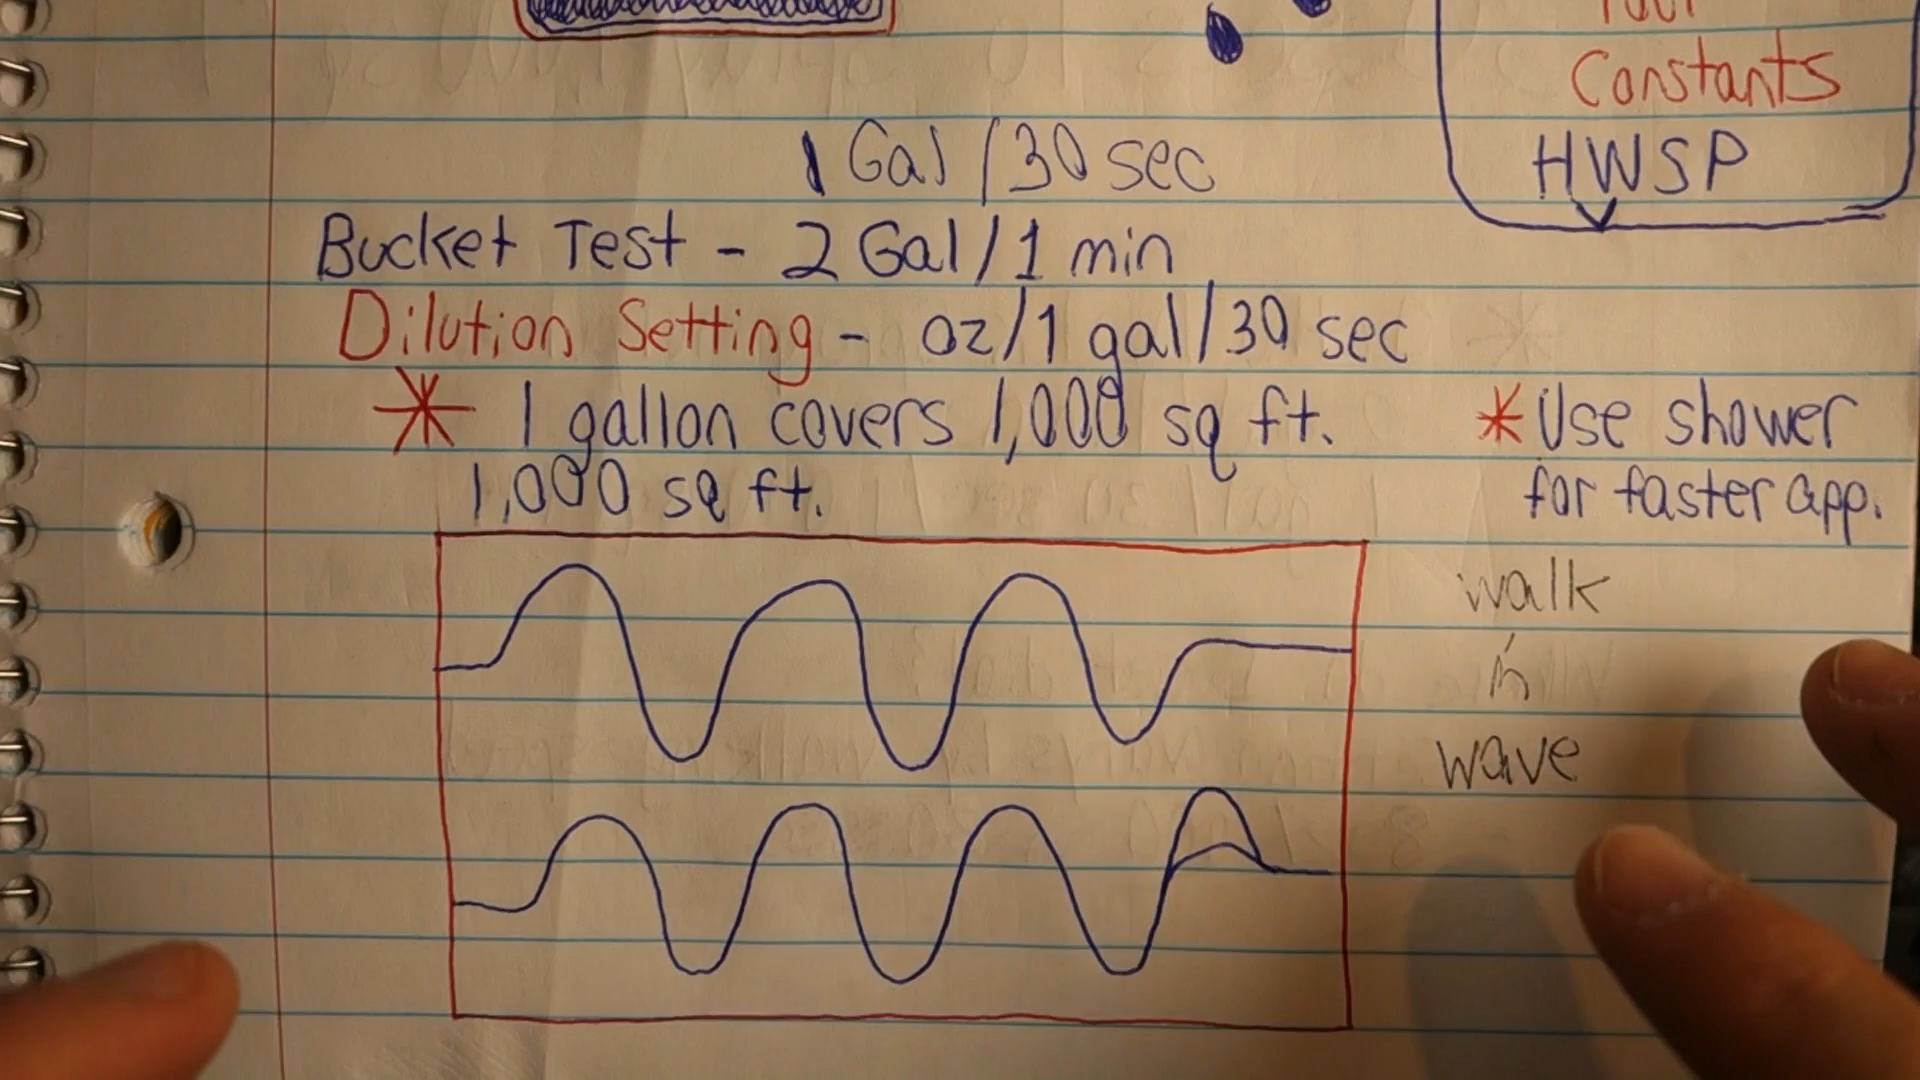 Constants
HWSP
1 Gal/30 sec
Bucket Test - 2 Gal/1 min
Dilution Setting - oz/1 gal/30 sec
* 1 gallon covers 1,000 sq ft.
1,000 sq ft.
* Use shower
for faster app.
walk
in
wave